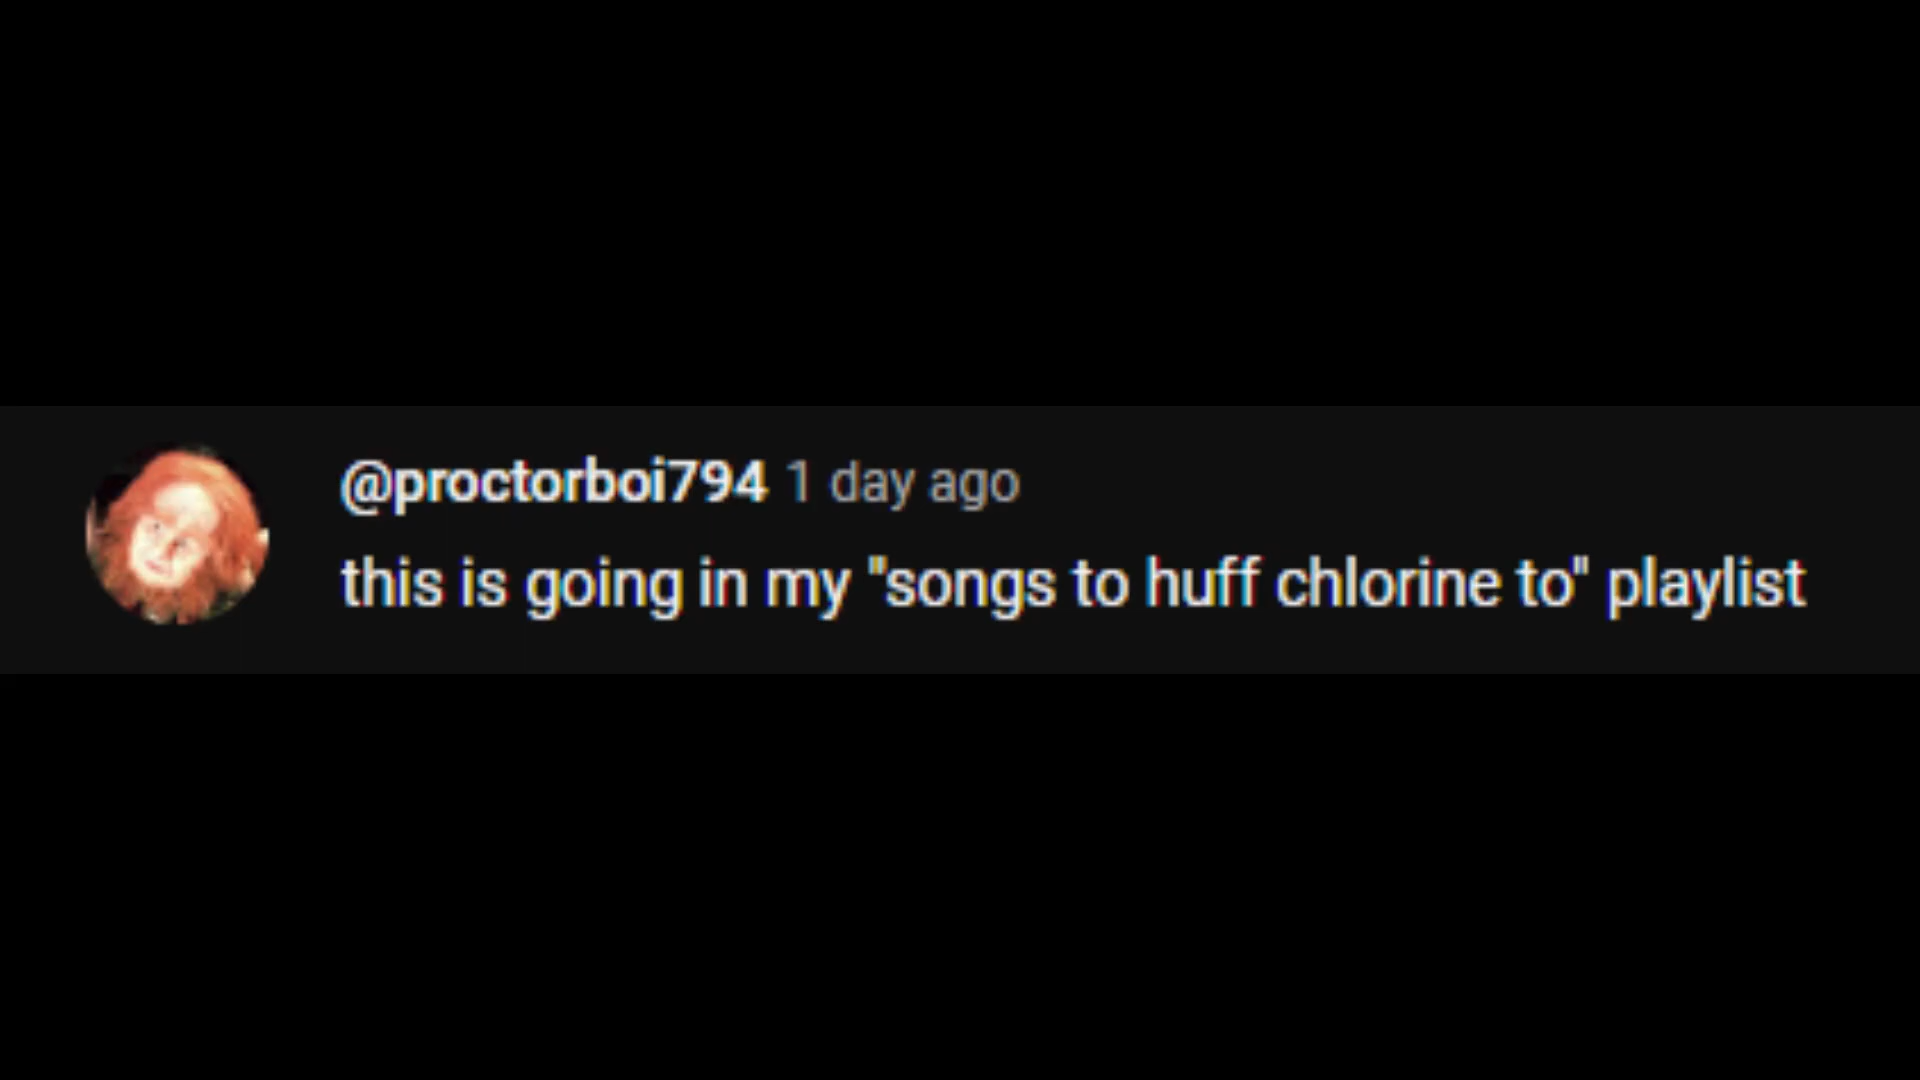 @proctorboi794 1 day ago
this is going in my "songs to huff chlorine to" playlist